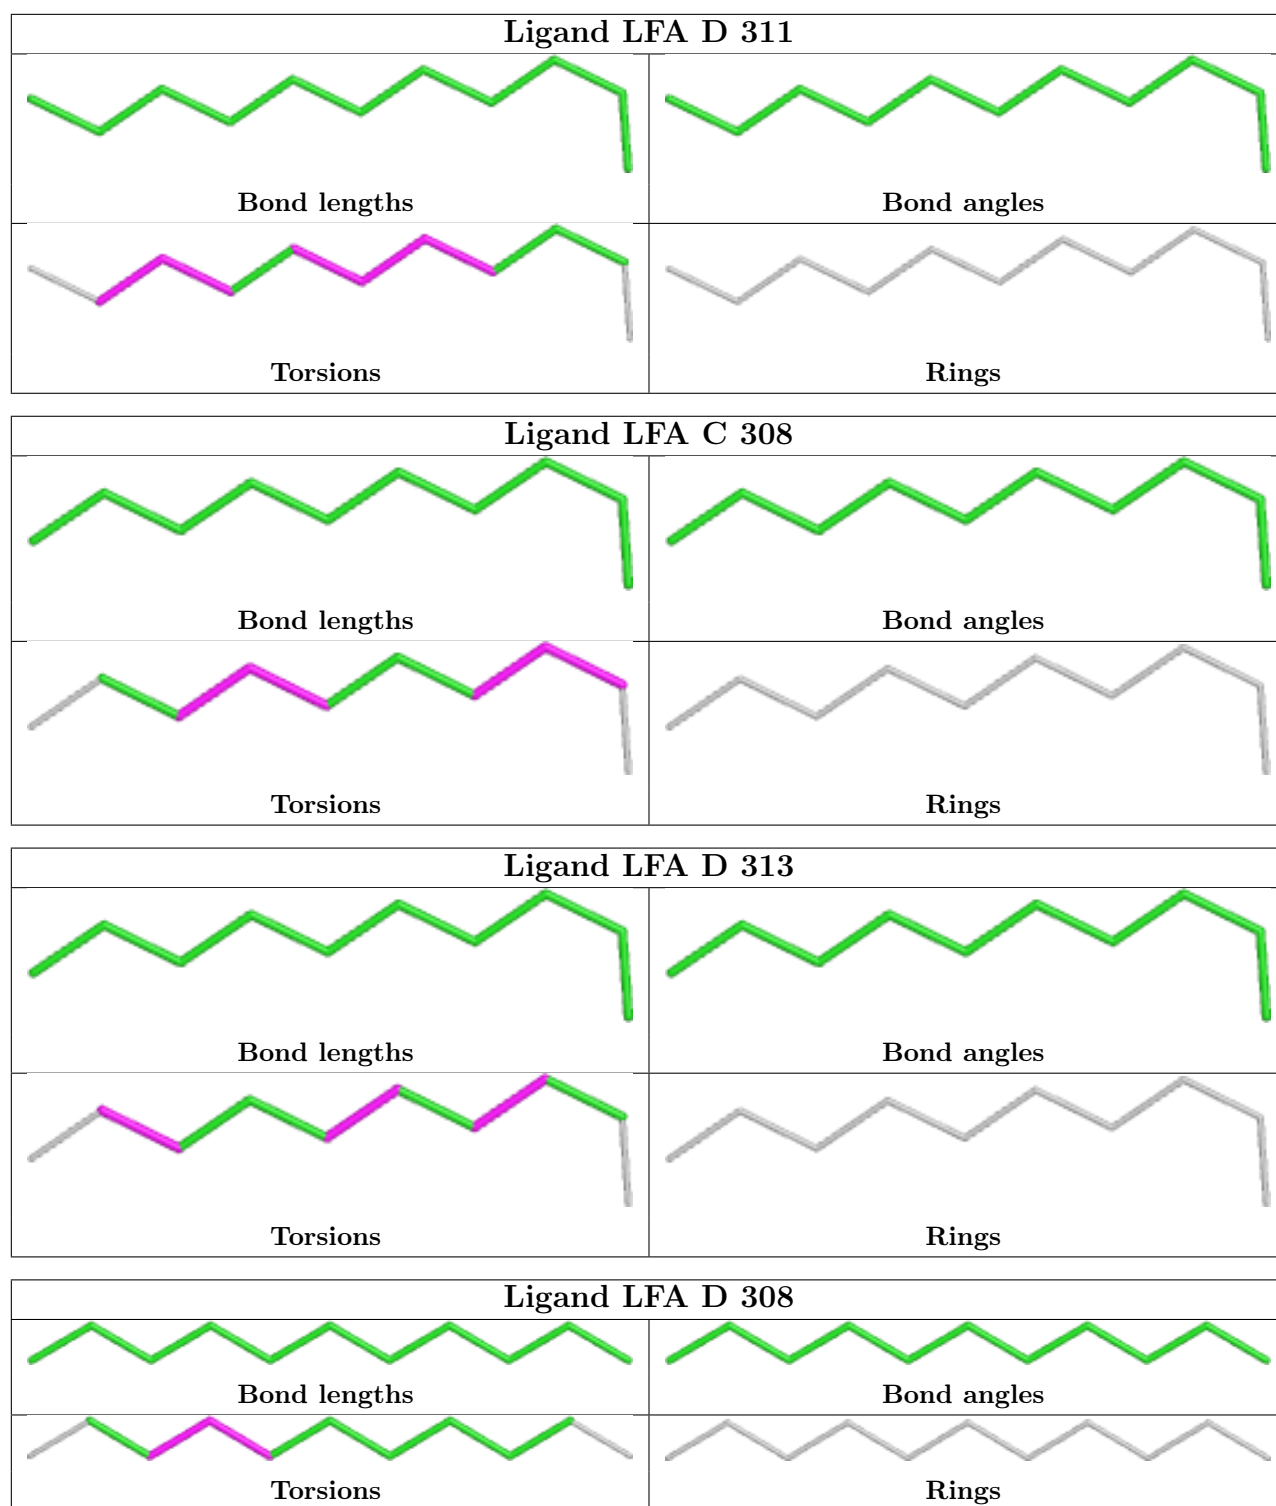 Ligand LFA D 311
Bond lengths Bond angles
Torsions Rings
Ligand LFA C 308
Bond lengths Bond angles
Torsions Rings
Ligand LFA D 313
Bond lengths Bond angles
Torsions Rings
Ligand LFA D 308
Bond lengths Bond angles
Torsions Rings